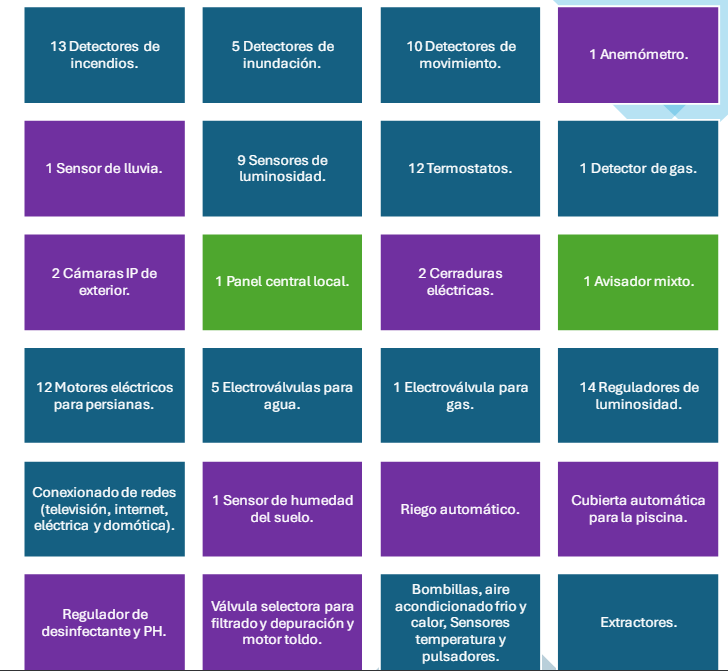 13 Detectores de
incendios.
5 Detectores de
inundación.
10 Detectores de
movimiento.
1 Anemómetro.
1 Sensor de lluvia.
9 Sensores de
luminosidad.
12 Termostatos.
1 Detector de gas.
2 Cámaras IP de
exterior.
1 Panel central local.
2 Cerraduras
eléctricas.
1 Avisador mixto.
12 Motores eléctricos
para persianas.
5 Electroválvulas para
agua.
1 Electroválvula para
gas.
14 Reguladores de
luminosidad.
Conexionado de redes
(televisión, internet,
eléctrica y domótica).
1 Sensor de humedad
del suelo.
Riego automático.
Cubierta automática
para la piscina.
Regulador de
desinfectante y PH.
Válvula selectora para
filtrado y depuración y
motor toldo.
Bombillas, aire
acondicionado frio y
calor, Sensores
temperatura y
pulsadores.
Extractores.